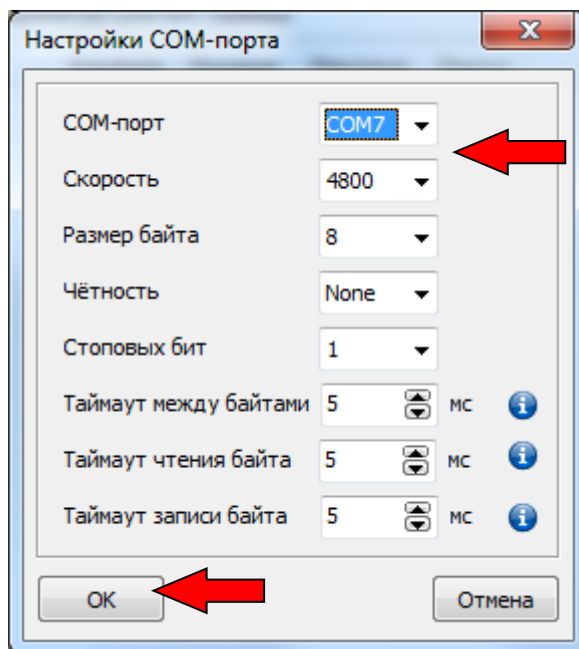 Настройки COM-порта
COM-порт COM7
Скорость 4800
Размер байта 8
Чётность None
Стоповых бит 1
Таймаут между байтами 5 мс
Таймаут чтения байта 5 мс
Таймаут записи байта 5 мс
OK Отмена